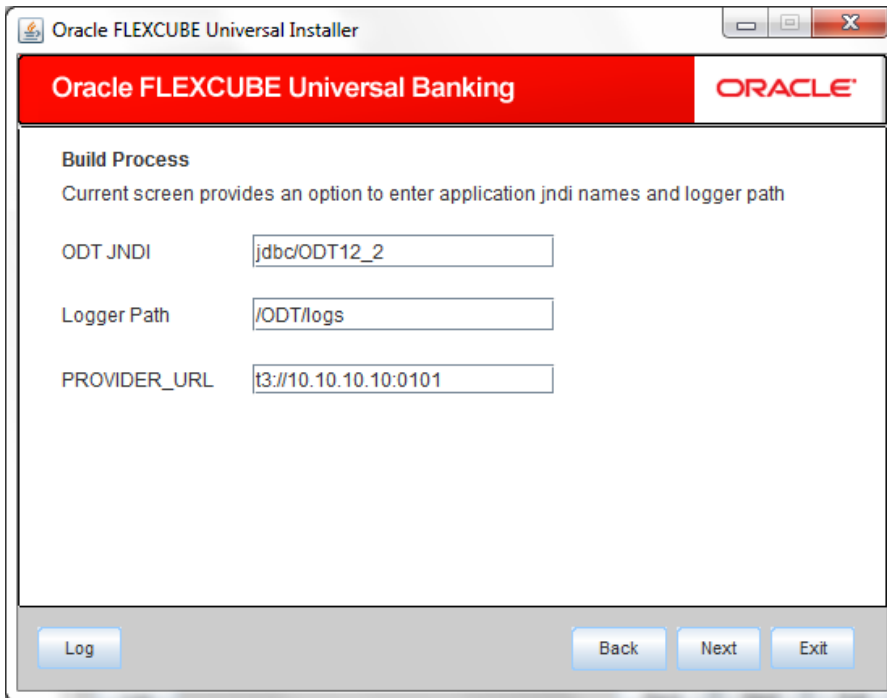 Oracle FLEXCUBE Universal Installer
Oracle FLEXCUBE Universal Banking
ORACLE
Build Process
Current screen provides an option to enter application jndi names and logger path
ODT JNDI jdbc/ODT12_2
Logger Path /ODT/logs
PROVIDER_URL t3://10.10.10.10:0101
Log Back Next Exit